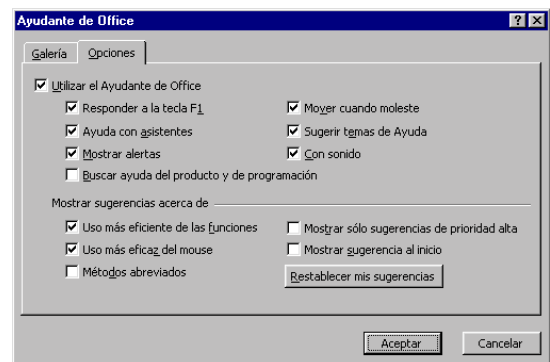 Ayudante de Office
Galería Opciones
Utilizar el Ayudante de Office
Responder a la tecla F1 Mover cuando moleste
Ayuda con asistentes Sugerir temas de Ayuda
Mostrar alertas Con sonido
Buscar ayuda del producto y de programación
Mostrar sugerencias acerca de
Uso más eficiente de las funciones Mostrar sólo sugerencias de prioridad alta
Uso más eficaz del mouse Mostrar sugerencia al inicio
Métodos abreviados Restablecer mis sugerencias
Aceptar Cancelar